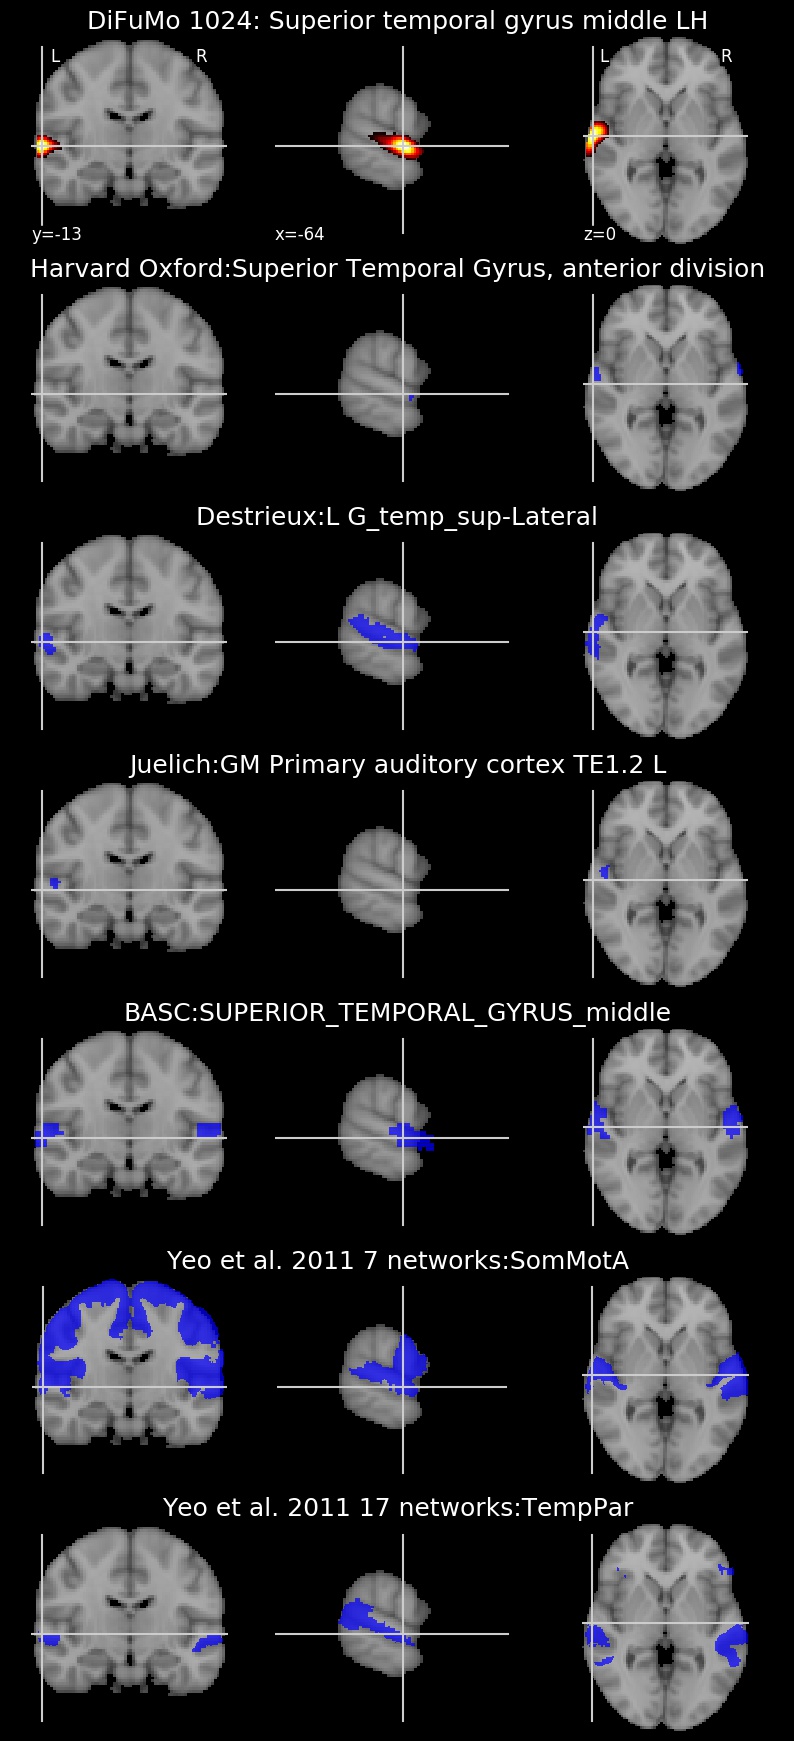 DiFuMo 1024: Superior temporal gyrus middle LH
L R L R
y=-13 x=-64 z=0
Harvard Oxford:Superior Temporal Gyrus, anterior division
Destrieux:L G_temp_sup-Lateral
Juelich:GM Primary auditory cortex TE1.2 L
BASC:SUPERIOR_TEMPORAL_GYRUS_middle
Yeo et al. 2011 7 networks:SomMotA
Yeo et al. 2011 17 networks:TempPar